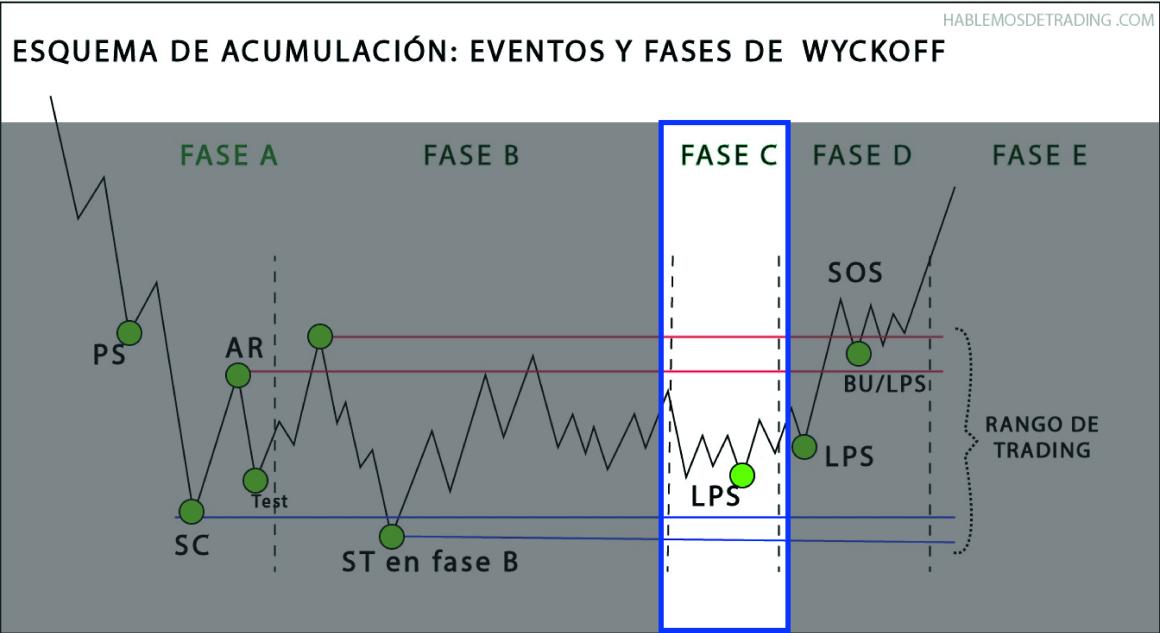 HABLEMOSDETRADING .COM
ESQUEMA DE ACUMULACIÓN: EVENTOS Y FASES DE WYCKOFF
FASE A
FASE B
FASE C
FASE D
FASE E
SOS
PS
AR
BU/LPS
RANGO DE
TRADING
LPS
Test
LPS
SC
ST en fase B